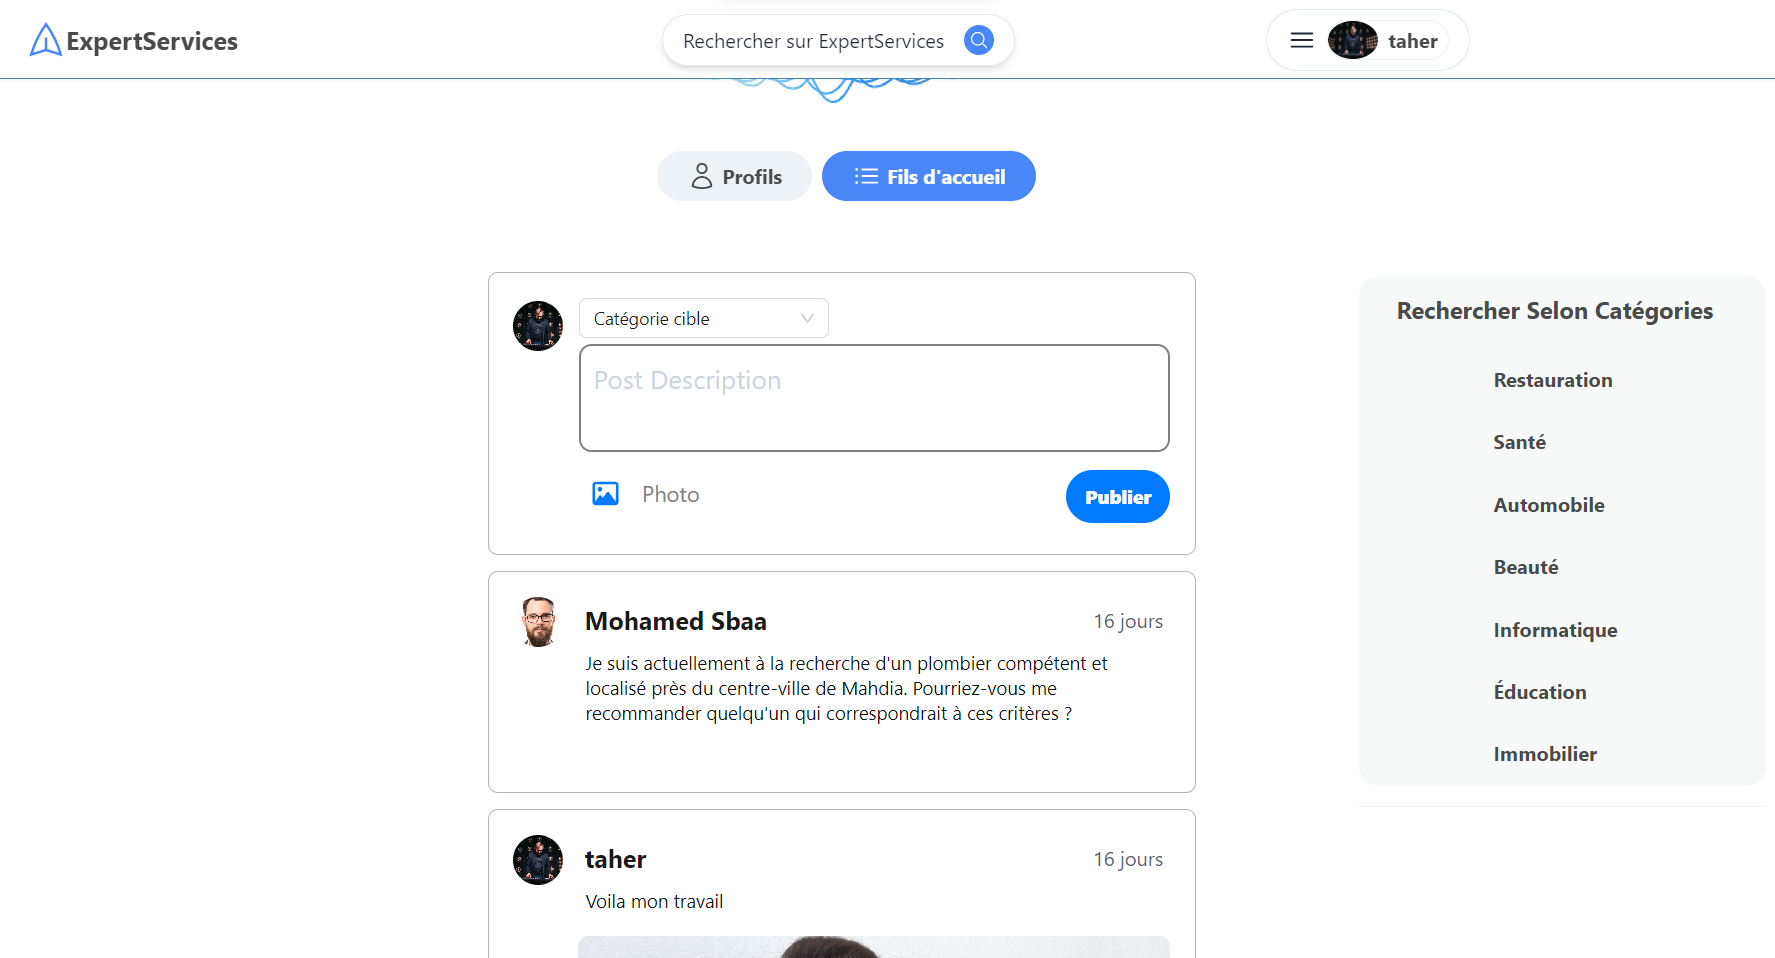 ExpertServices
Rechercher sur ExpertServices
taher
Profils
Fils d'accueil
Catégorie cible
Post Description
Photo
Publier
Mohamed Sbaa
16 jours
Je suis actuellement à la recherche d'un plombier compétent et
localisé près du centre-ville de Mahdia. Pourriez-vous me
recommander quelqu'un qui correspondrait à ces critères ?
taher
16 jours
Voila mon travail
Rechercher Selon Catégories
Restauration
Santé
Automobile
Beauté
Informatique
Éducation
Immobilier